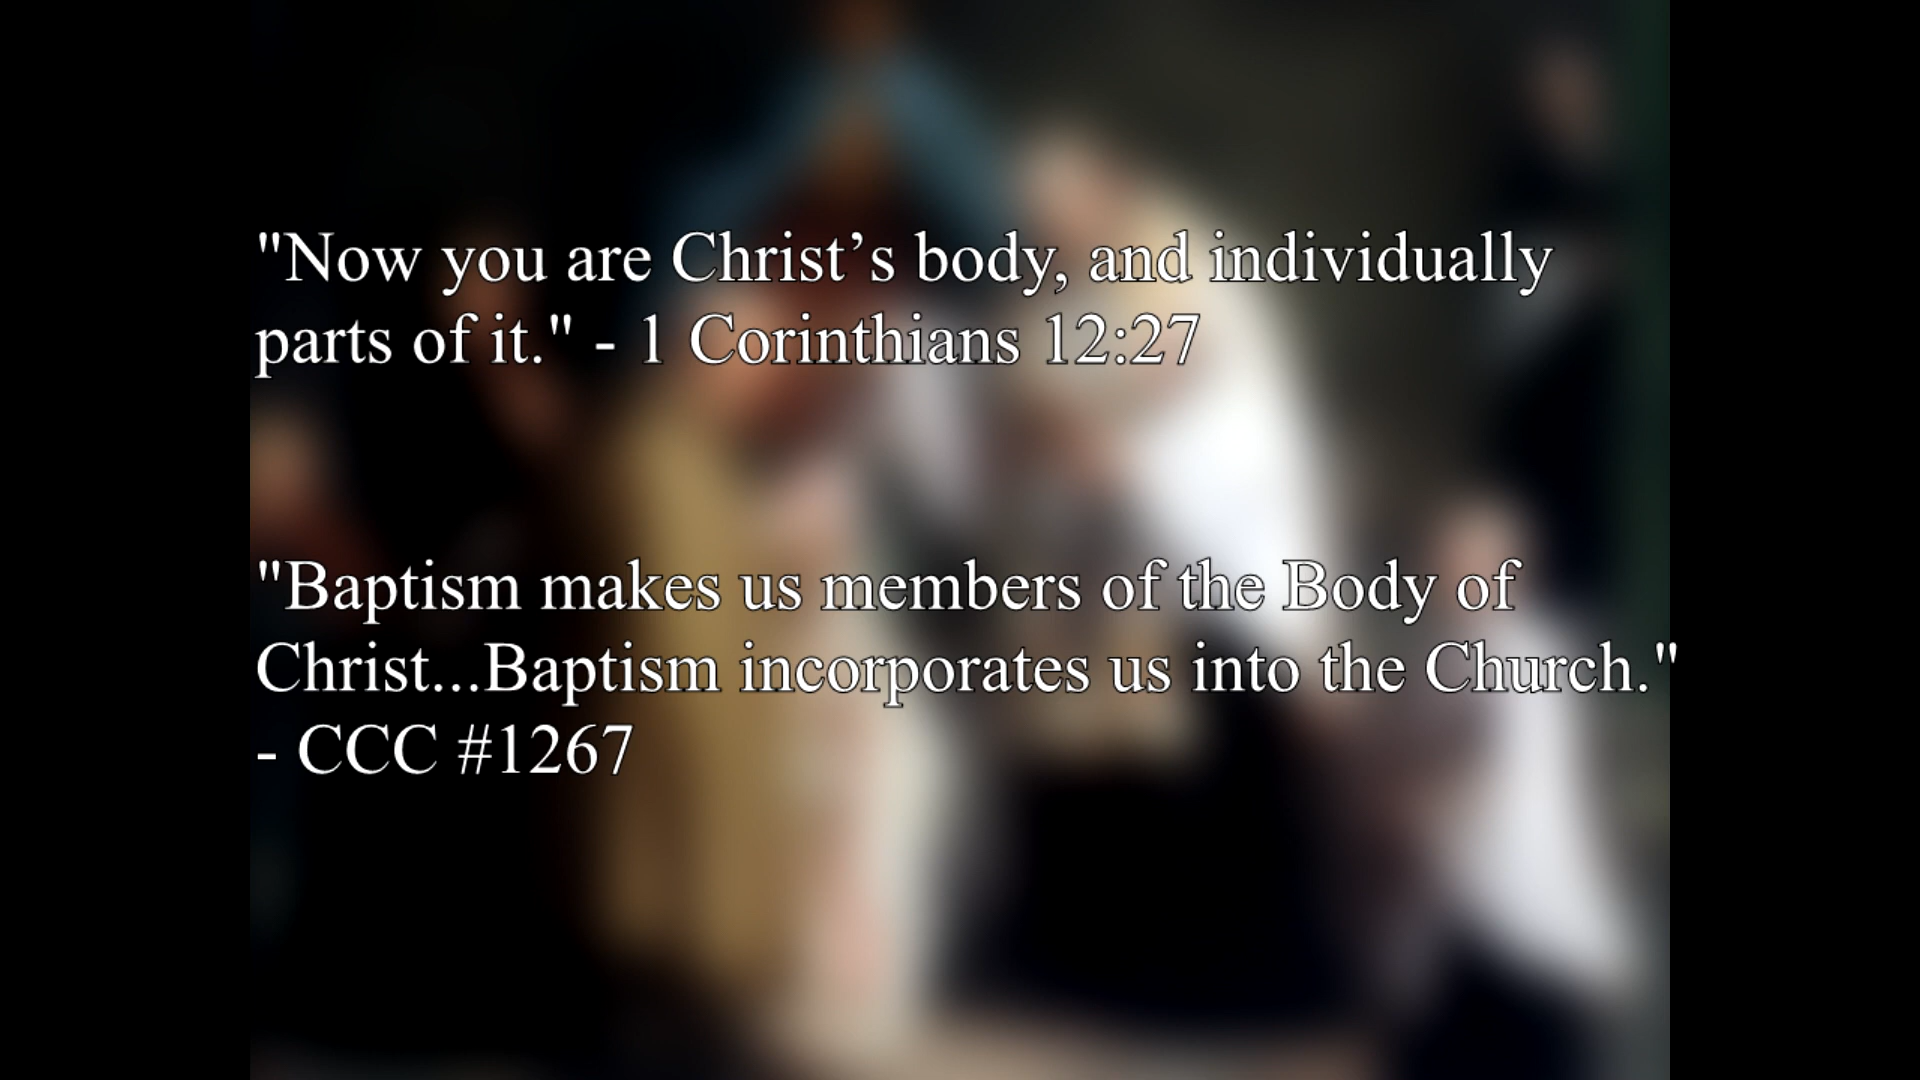 "Now you are Christ’s body, and individually
parts of it." - 1 Corinthians 12:27
"Baptism makes us members of the Body of
Christ...Baptism incorporates us into the Church."
- CCC #1267